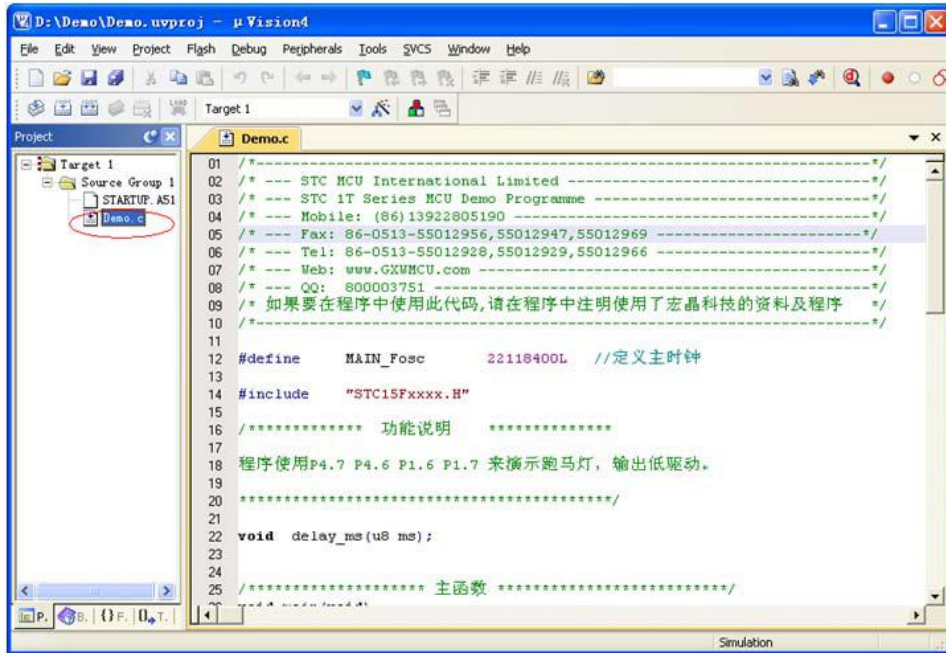 D:\Demo\Demo.uvproj - µVision4
File Edit View Project Flash Debug Peripherals Tools SVCS Window Help
LOAD Target 1
Project
Demo.c
Target 1
Source Group 1
STARTUP.A51
Demo.c
01 /*---------------------------------------------------------------------*/
02 /* --- STC MCU International Limited ----------------------------------*/
03 /* --- STC 1T Series MCU Demo Programme -------------------------------*/
04 /* --- Mobile: (86)13922805190 ----------------------------------------*/
05 /* --- Fax: 86-0513-55012956,55012947,55012969 ------------------------*/
06 /* --- Tel: 86-0513-55012928,55012929,55012966 ------------------------*/
07 /* --- Web: www.GXWMCU.com --------------------------------------------*/
08 /* --- QQ: 800003751 -------------------------------------------------*/
09 /* 如果要在程序中使用此代码,请在程序中注明使用了宏晶科技的资料及程序 */
10 /*---------------------------------------------------------------------*/
11
12 #define MAIN_Fosc 22118400L //定义主时钟
13
14 #include "STC15Fxxxx.H"
15
16 /************* 功能说明 **************
17
18 程序使用P4.7 P4.6 P1.6 P1.7 来演示跑马灯，输出低驱动。
19
20 ******************************************/
21
22 void delay_ms(u8 ms);
23
24
25 /******************** 主函数 **************************/
P. B. {} F. 0 T.
Simulation